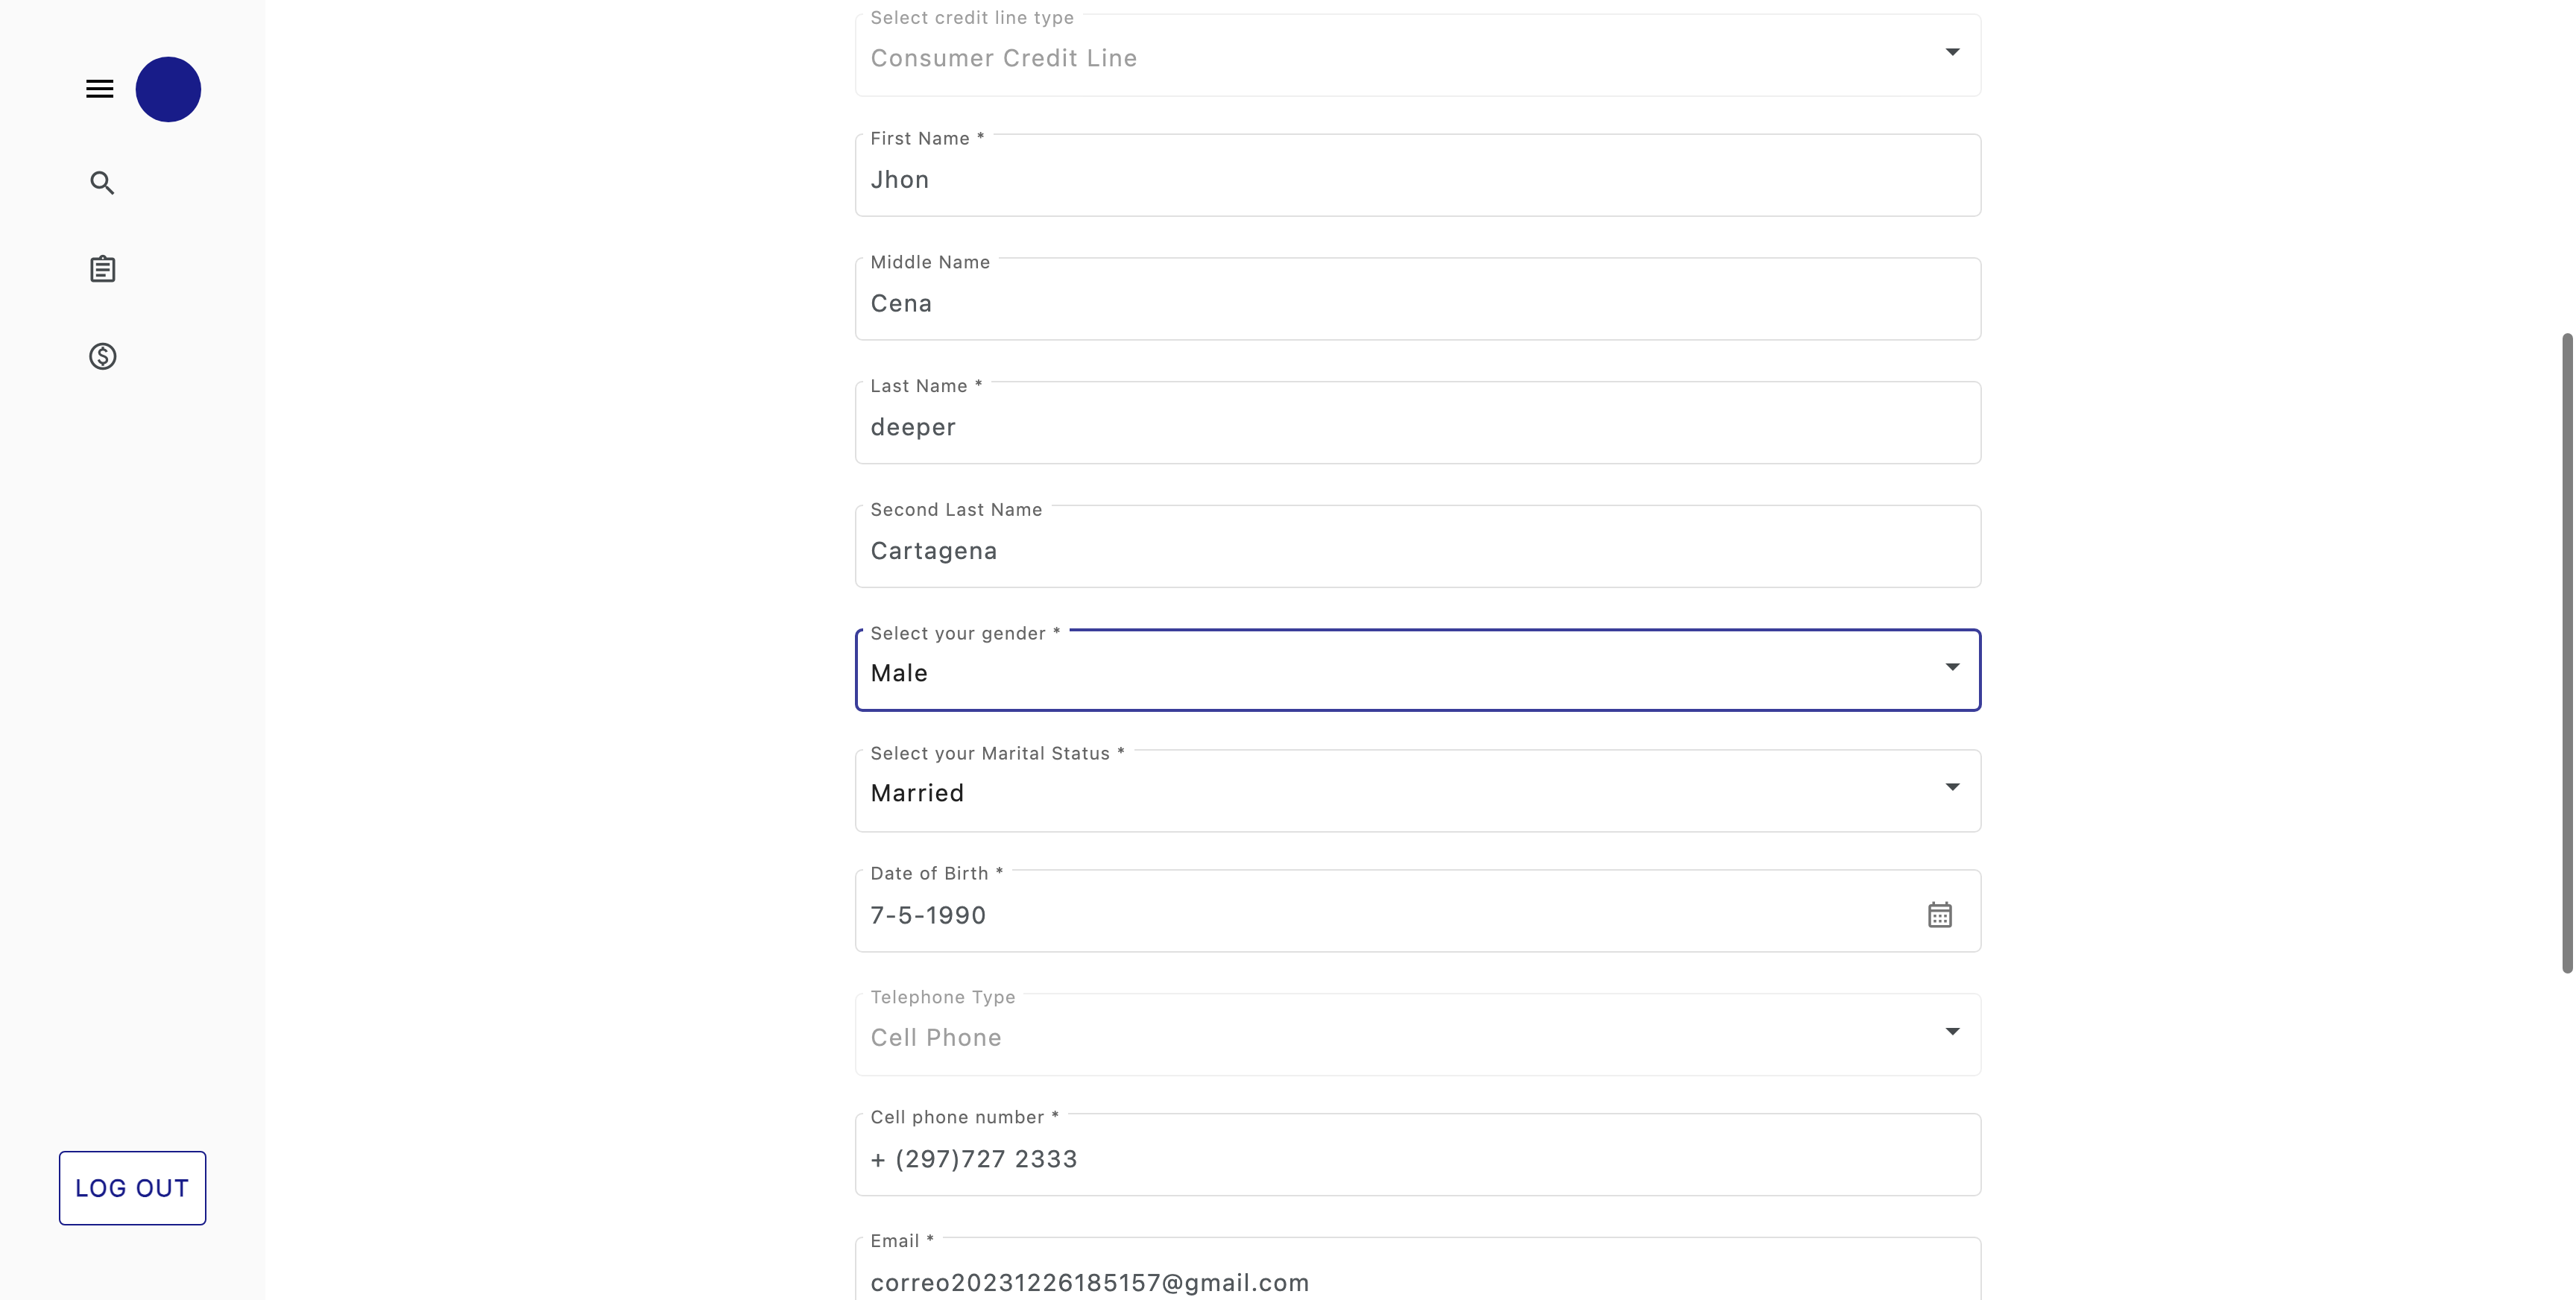 Select credit line type
Consumer Credit Line
First Name *
Jhon
Middle Name
Cena
Last Name *
deeper
Second Last Name
Cartagena
Select your gender *
Male
Select your Marital Status *
Married
Date of Birth *
7-5-1990
Telephone Type
Cell Phone
Cell phone number *
+ (297)727 2333
Email *
correo20231226185157@gmail.com
LOG OUT